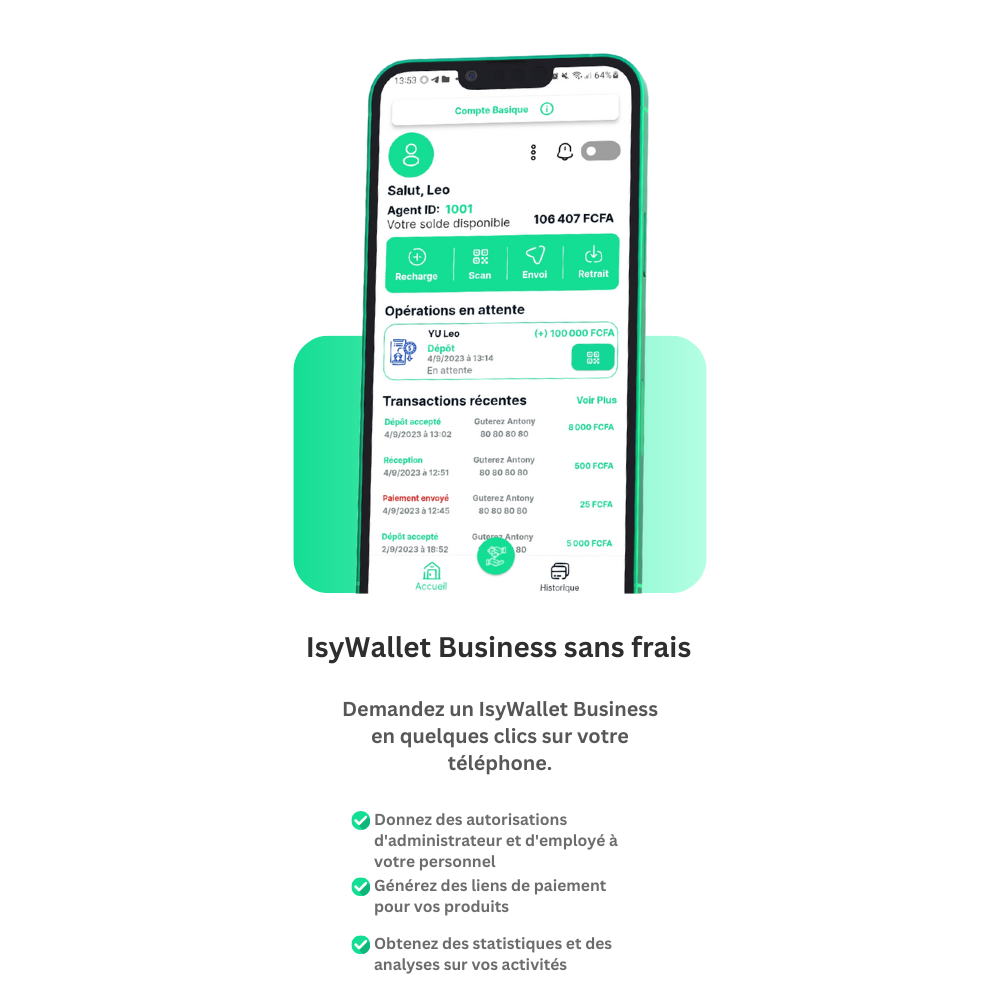 13:53 64%
Compte Basique
Salut, Leo
Agent ID: 1001
Votre solde disponible 106 407 FCFA
Recharge Scan Envoi Retrait
Opérations en attente
YU Leo (+) 100 000 FCFA
Dépôt
4/9/2023 à 13:14
En attente
Transactions récentes Voir Plus
Dépôt accepté Guterez Antony 8 000 FCFA
4/9/2023 à 13:02 80 80 80 80
Réception Guterez Antony 500 FCFA
4/9/2023 à 12:51 80 80 80 80
Paiement envoyé Guterez Antony 25 FCFA
4/9/2023 à 12:45 80 80 80 80
Dépôt accepté Guterez Antony 5 000 FCFA
2/9/2023 à 18:52 80
Accueil Historique
IsyWallet Business sans frais
Demandez un IsyWallet Business
en quelques clics sur votre
téléphone.
Donnez des autorisations
d'administrateur et d'employé à
votre personnel
Générez des liens de paiement
pour vos produits
Obtenez des statistiques et des
analyses sur vos activités